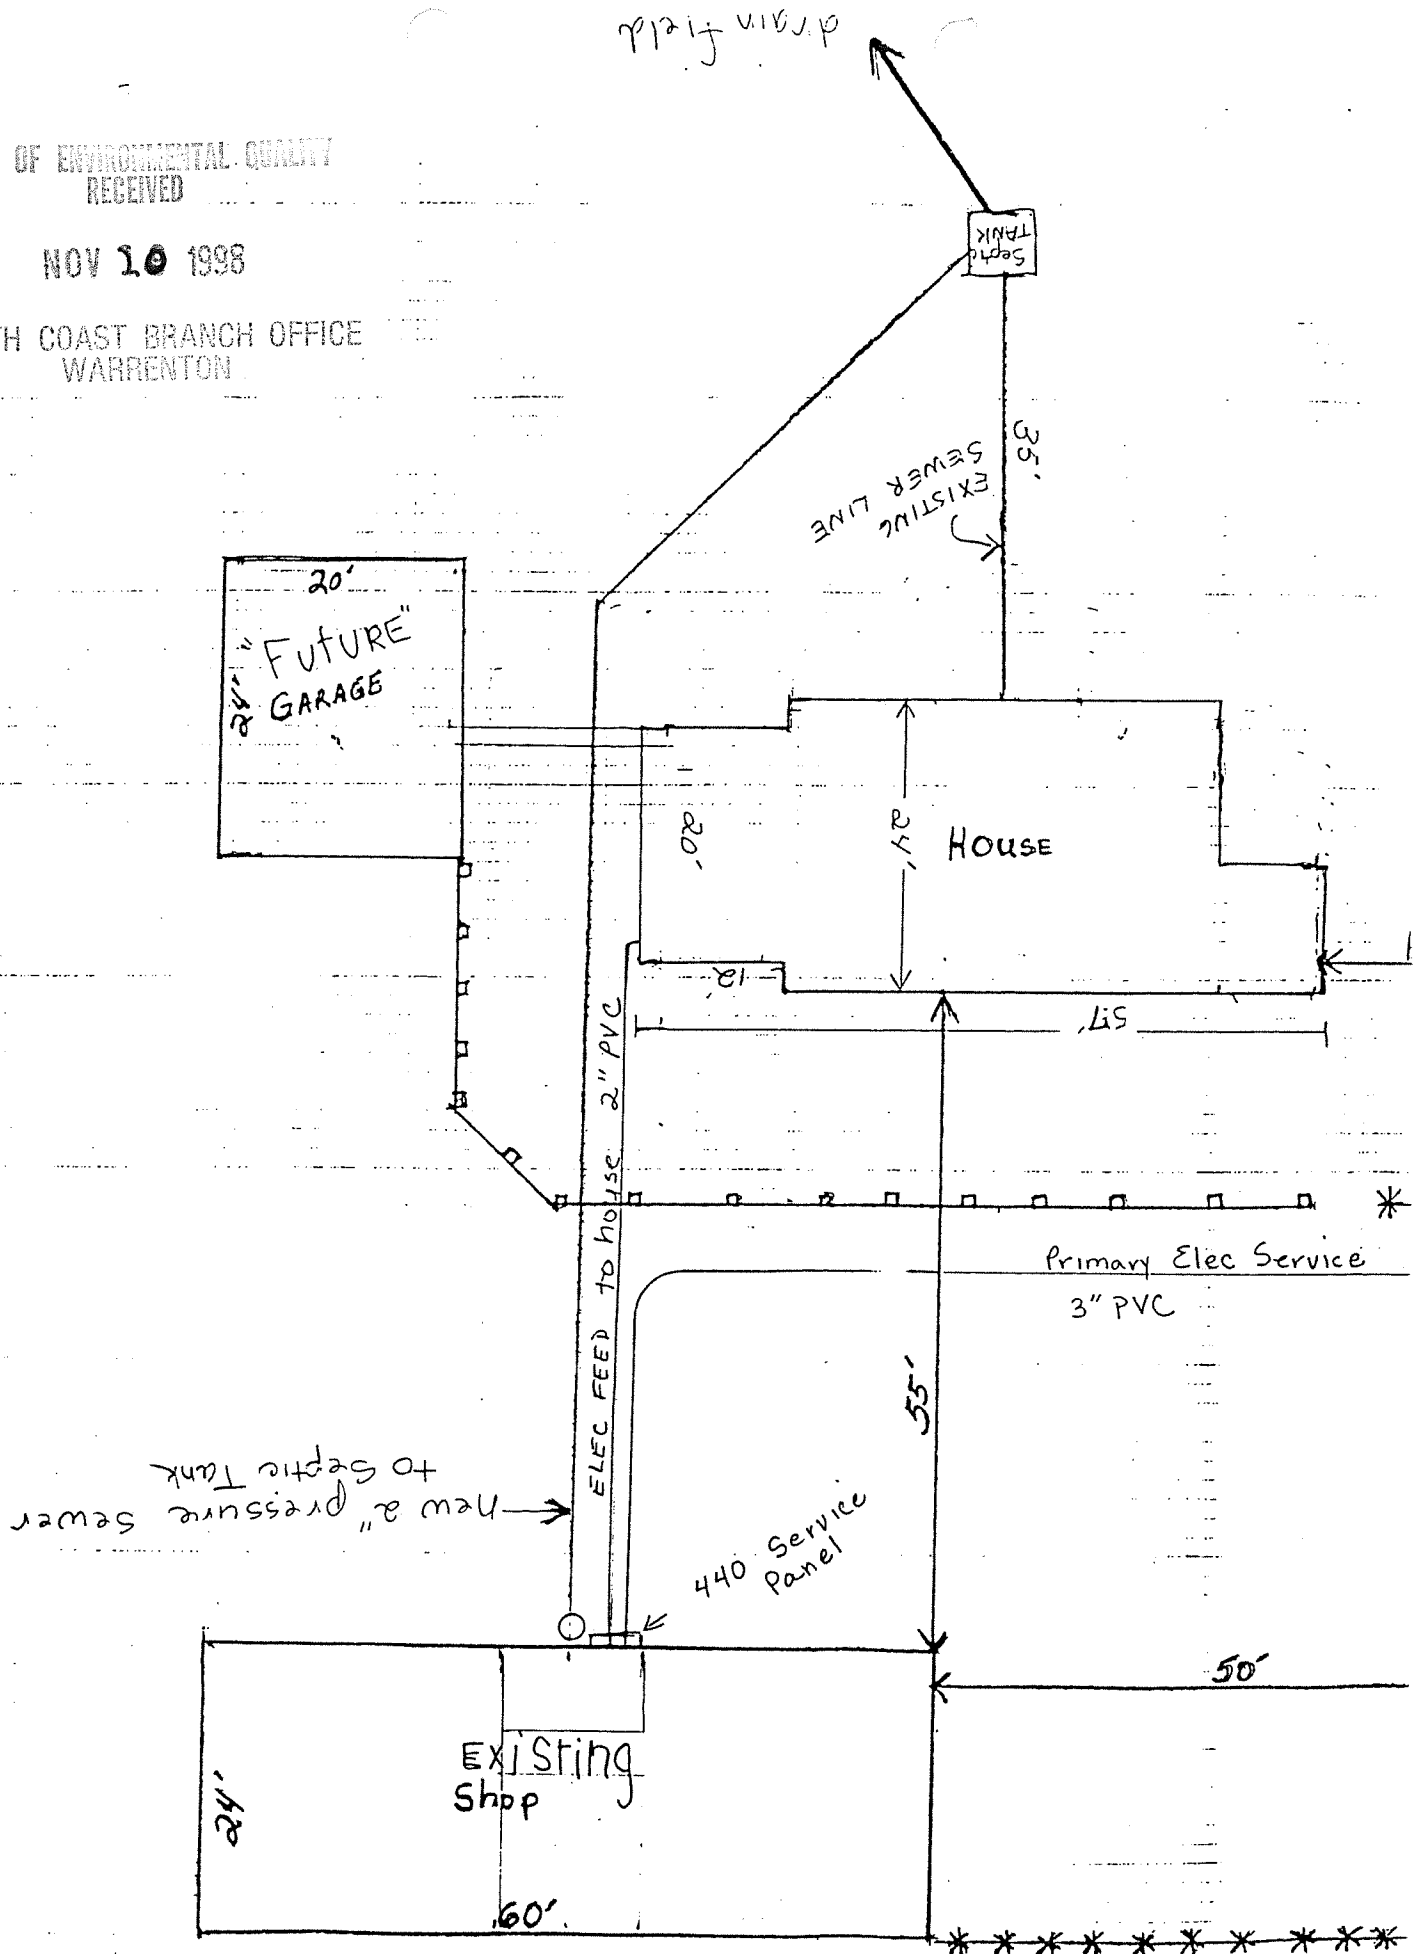 drain field
OF ENVIRONMENTAL QUALITY
RECEIVED
NOV 10 1998
TH COAST BRANCH OFFICE
WARRENTON
Septic
TANK
35'
EXISTING
SEWER LINE
20'
"FUTURE"
GARAGE
24'
20'
24'
HOUSE
12'
57'
ELEC FEED to house 2" PVC
Primary Elec Service
3" PVC
55'
new 2" pressure sewer
to Septic Tank
440 Service
Panel
50'
Existing
Shop
24'
60'